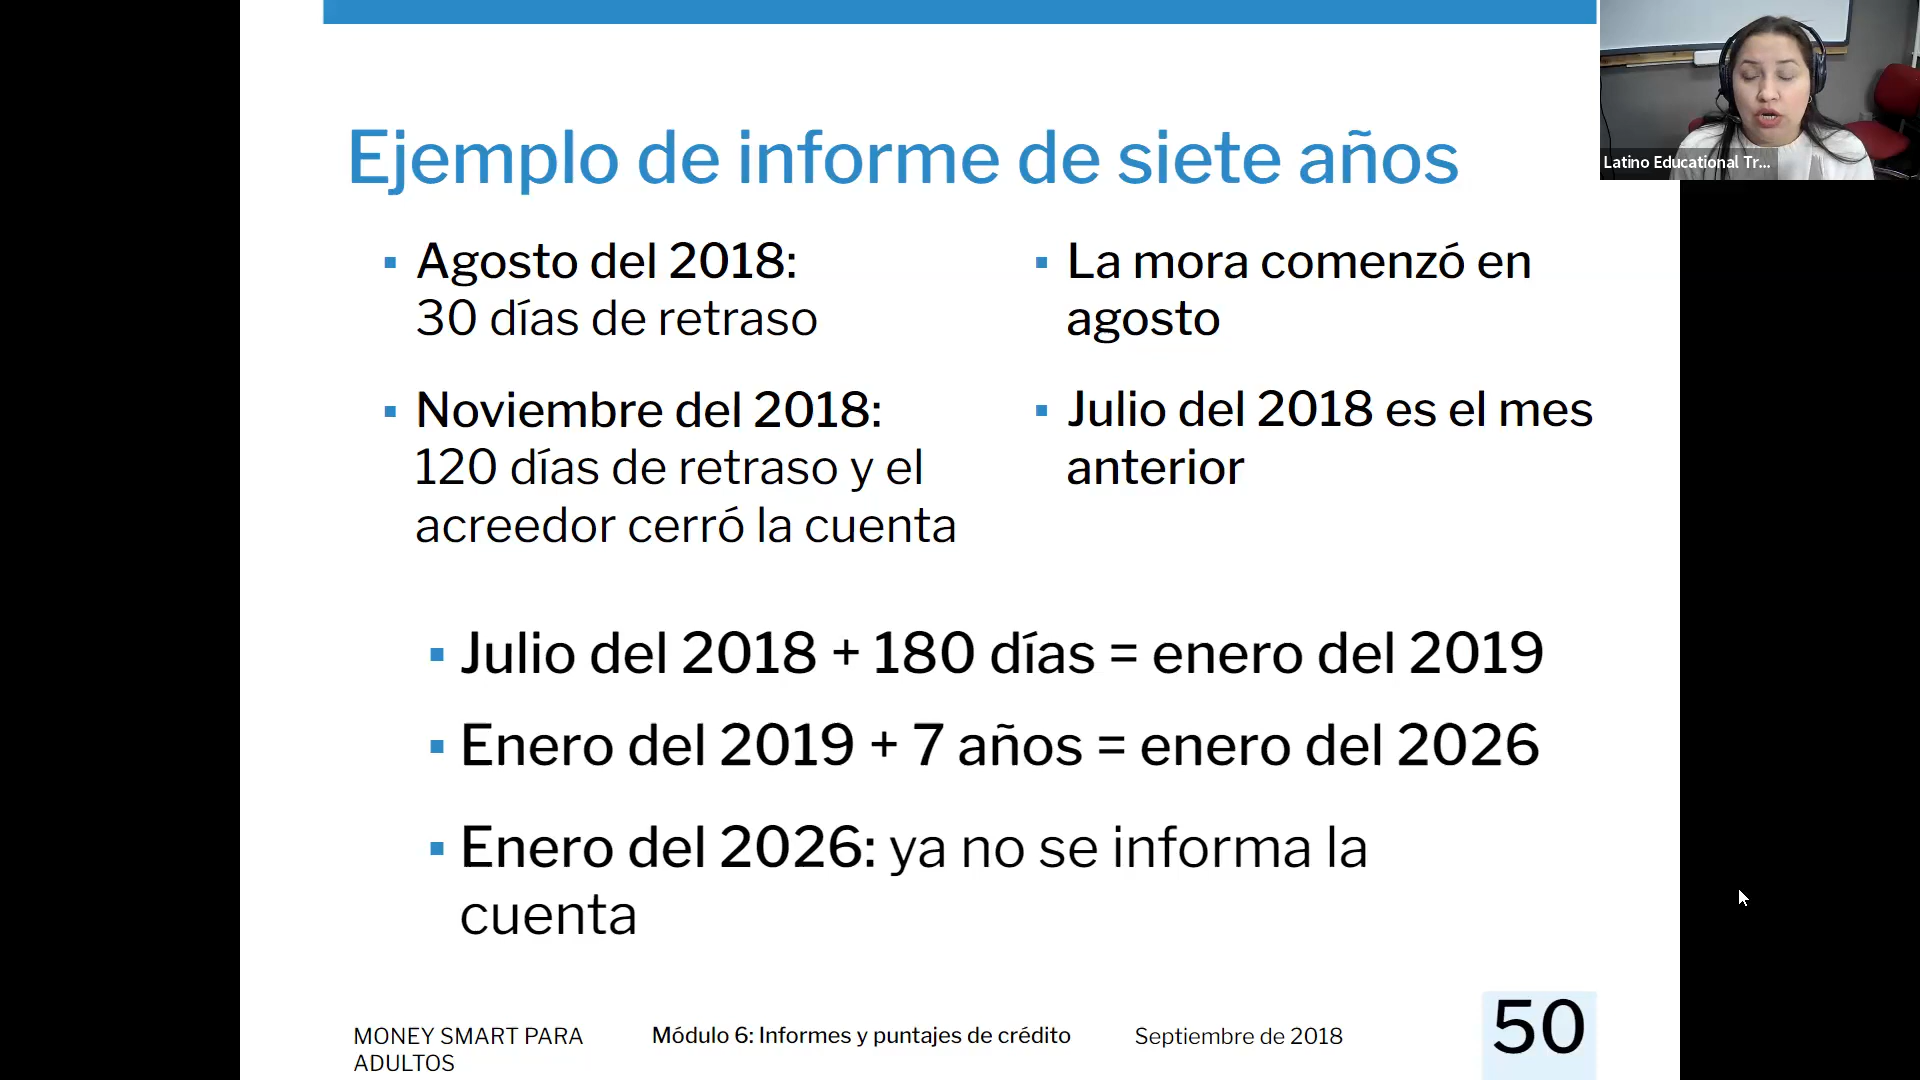 Ejemplo de informe de siete años
▪ Agosto del 2018:
30 días de retraso
▪ Noviembre del 2018:
120 días de retraso y el
acreedor cerró la cuenta
▪ La mora comenzó en
agosto
▪ Julio del 2018 es el mes
anterior
▪ Julio del 2018 + 180 días = enero del 2019
▪ Enero del 2019 + 7 años = enero del 2026
▪ Enero del 2026: ya no se informa la
cuenta
MONEY SMART PARA
ADULTOS
Módulo 6: Informes y puntajes de crédito
Septiembre de 2018
50
Latino Educational Tr...